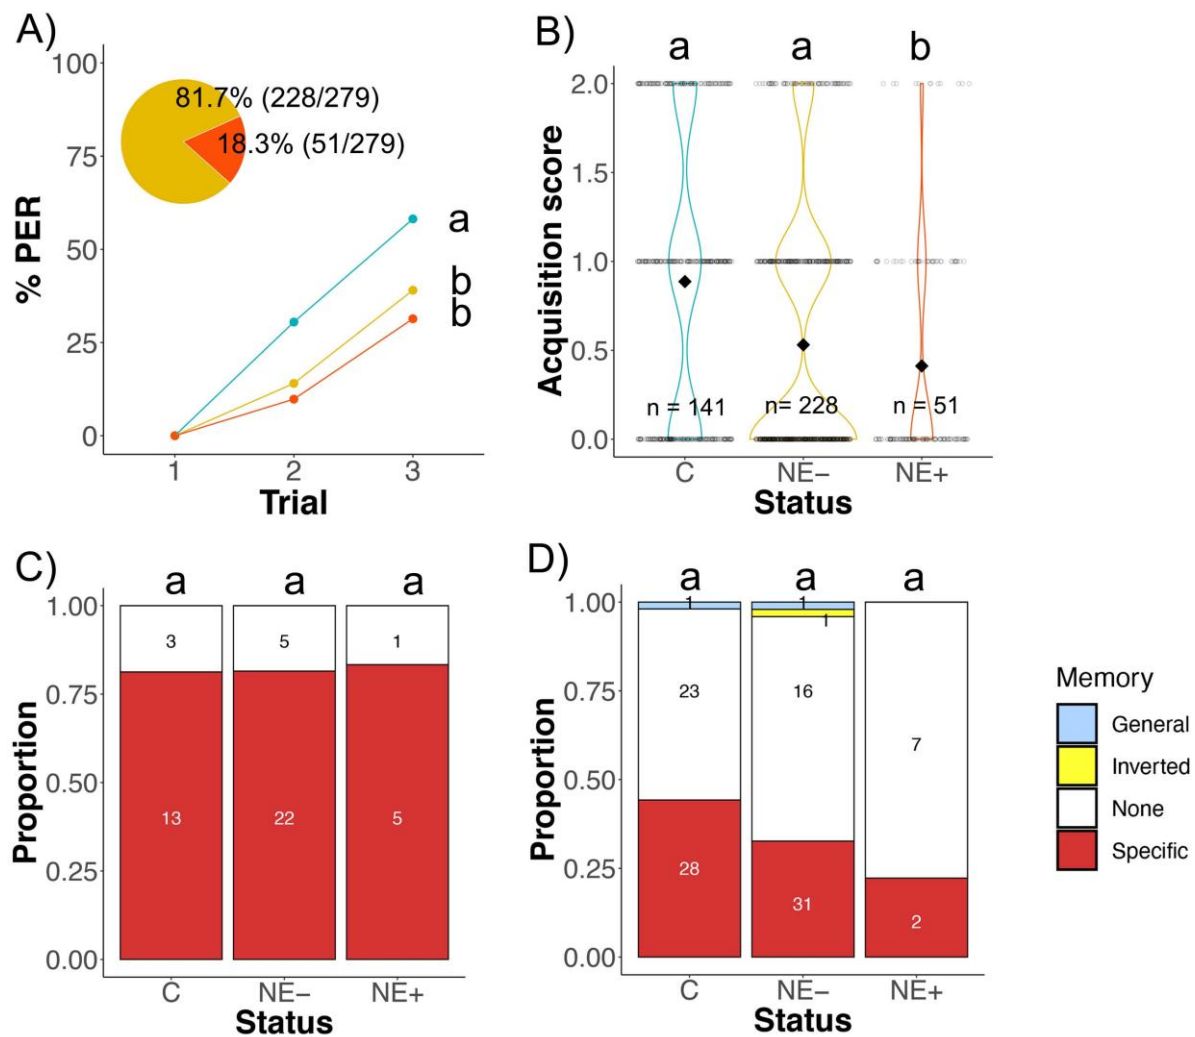 A)
100
75
50
25
0
% PER
81.7% (228/279)
18.3% (51/279)
a
b
b
1 2 3
Trial
B)
a a b
2.0
1.5
1.0
0.5
0.0
Acquisition score
n = 141 n= 228 n = 51
C NE− NE+
Status
C)
a a a
1.00
0.75
0.50
0.25
0.00
Proportion
3 5 1
13 22 5
C NE− NE+
Status
D)
a a a
1.00
0.75
0.50
0.25
0.00
Proportion
1 1
1
23 16 7
28 31 2
C NE− NE+
Status
Memory
General
Inverted
None
Specific